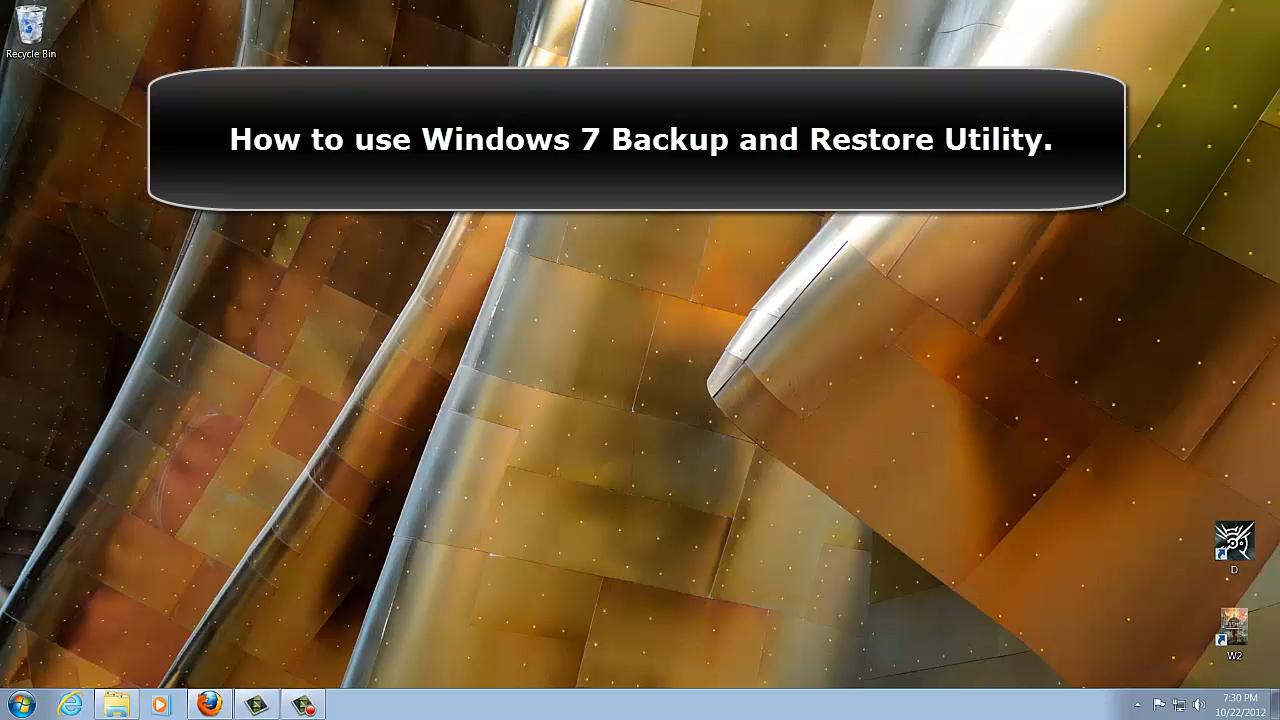 Recycle Bin
How to use Windows 7 Backup and Restore Utility.
D
W2
7:30 PM
10/22/2012